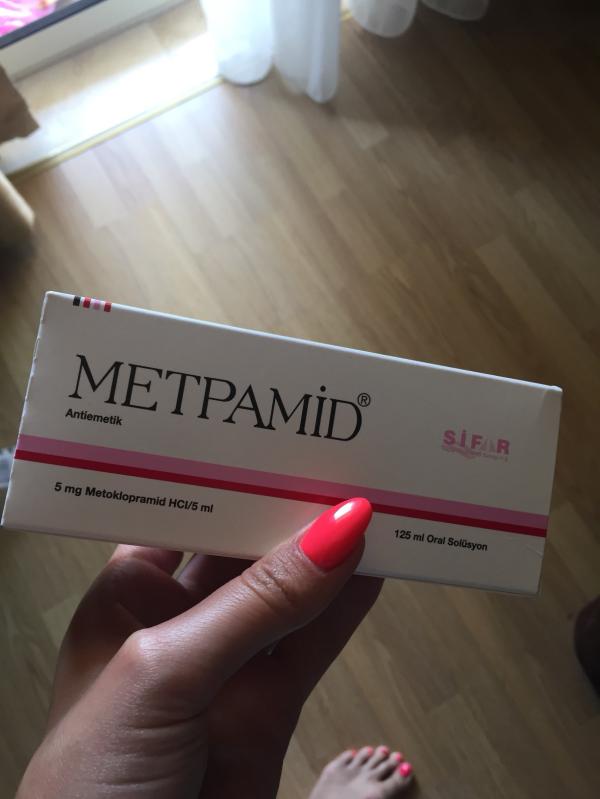 METPAMİD®
Antiemetik
SİFAR
5 mg Metoklopramid HCl/5 ml
125 ml Oral Solüsyon